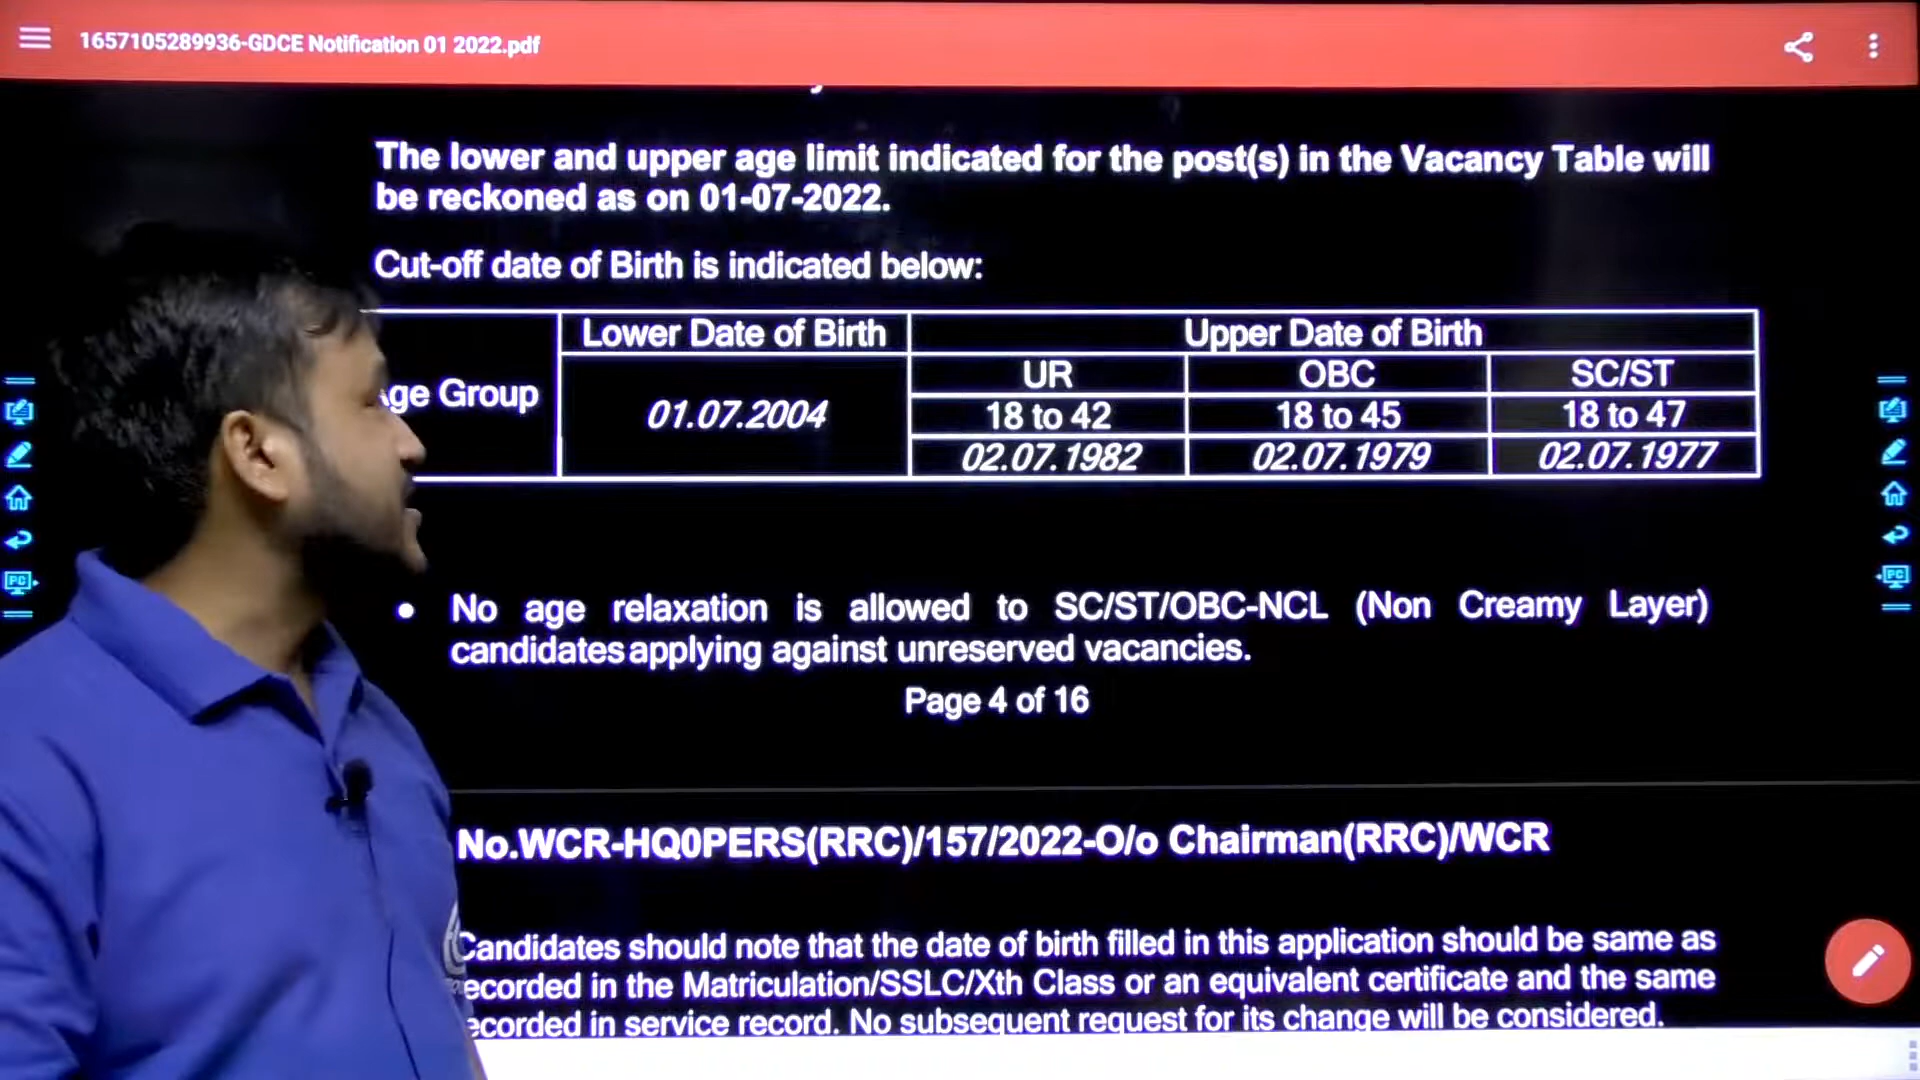 1657105289936-GDCE Notification 01 2022.pdf
The lower and upper age limit indicated for the post(s) in the Vacancy Table will
be reckoned as on 01-07-2022.
Cut-off date of Birth is indicated below:
Lower Date of Birth Upper Date of Birth
UR OBC SC/ST
Group 01.07.2004 18 to 42 18 to 45 18 to 47
02.07.1982 02.07.1979 02.07.1977
• No age relaxation is allowed to SC/ST/OBC-NCL (Non Creamy Layer)
candidates applying against unreserved vacancies.
Page 4 of 16
No.WCR-HQ0PERS(RRC)/157/2022-O/o Chairman(RRC)/WCR
Candidates should note that the date of birth filled in this application should be same as
ecorded in the Matriculation/SSLC/Xth Class or an equivalent certificate and the same
ecorded in service record. No subsequent request for its change will be considered.
PC
PC